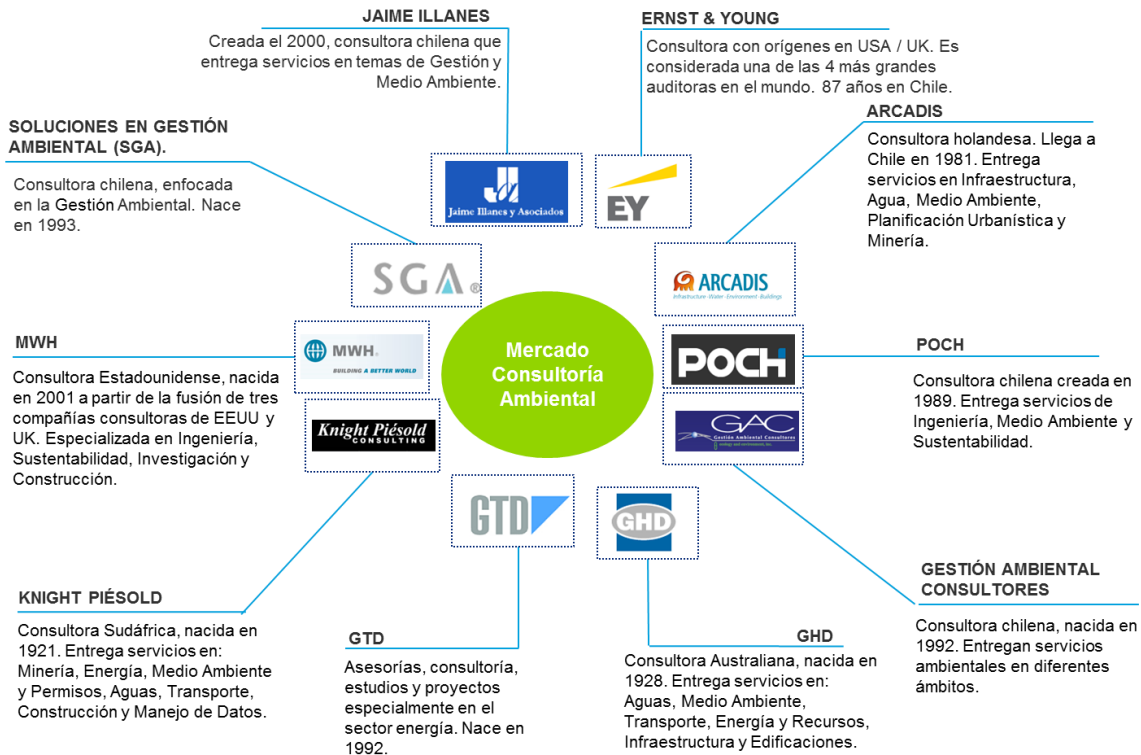 JAIME ILLANES
Creada el 2000, consultora chilena que
entrega servicios en temas de Gestión y
Medio Ambiente.
ERNST & YOUNG
Consultora con orígenes en USA / UK. Es
considerada una de las 4 más grandes
auditoras en el mundo. 87 años en Chile.
SOLUCIONES EN GESTIÓN
AMBIENTAL (SGA).
Consultora chilena, enfocada
en la Gestión Ambiental. Nace
en 1993.
ARCADIS
Consultora holandesa. Llega a
Chile en 1981. Entrega
servicios en Infraestructura,
Agua, Medio Ambiente,
Planificación Urbanística y
Minería.
Jaime Illanes y Asociados
EY
SGA®
ARCADIS
Infrastructure · Water · Environment · Buildings
MWH
Consultora Estadounidense, nacida
en 2001 a partir de la fusión de tres
compañías consultoras de EEUU y
UK. Especializada en Ingeniería,
Sustentabilidad, Investigación y
Construcción.
MWH®
BUILDING A BETTER WORLD
Mercado
Consultoría
Ambiental
POCH
POCH
Consultora chilena creada en
1989. Entrega servicios de
Ingeniería, Medio Ambiente y
Sustentabilidad.
Knight Piésold
CONSULTING
GAC
Gestión Ambiental Consultores
GTD
GHD
KNIGHT PIÉSOLD
Consultora Sudáfrica, nacida en
1921. Entrega servicios en:
Minería, Energía, Medio Ambiente
y Permisos, Aguas, Transporte,
Construcción y Manejo de Datos.
GTD
Asesorías, consultoría,
estudios y proyectos
especialmente en el
sector energía. Nace en
1992.
GHD
Consultora Australiana, nacida en
1928. Entrega servicios en:
Aguas, Medio Ambiente,
Transporte, Energía y Recursos,
Infraestructura y Edificaciones.
GESTIÓN AMBIENTAL
CONSULTORES
Consultora chilena, nacida en
1992. Entregan servicios
ambientales en diferentes
ámbitos.